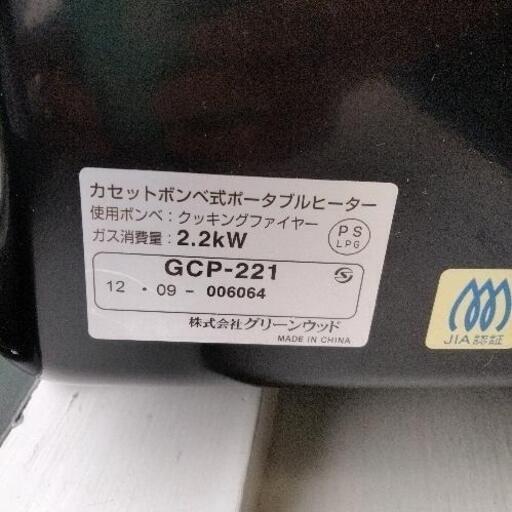 カセットボンベ式ポータブルヒーター
使用ボンベ：クッキングファイヤー
ガス消費量：2.2kW
PS
LPG
GCP-221
12・09-006064
株式会社グリーンウッド
MADE IN CHINA
JIA認証